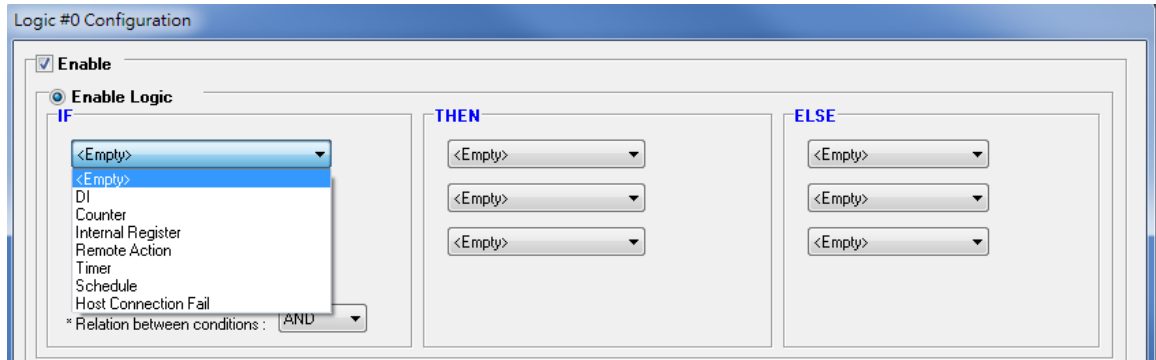 Logic #0 Configuration
Enable
Enable Logic
IF
<Empty>
<Empty>
DI
Counter
Internal Register
Remote Action
Timer
Schedule
Host Connection Fail
* Relation between conditions : AND
THEN
<Empty>
<Empty>
<Empty>
ELSE
<Empty>
<Empty>
<Empty>